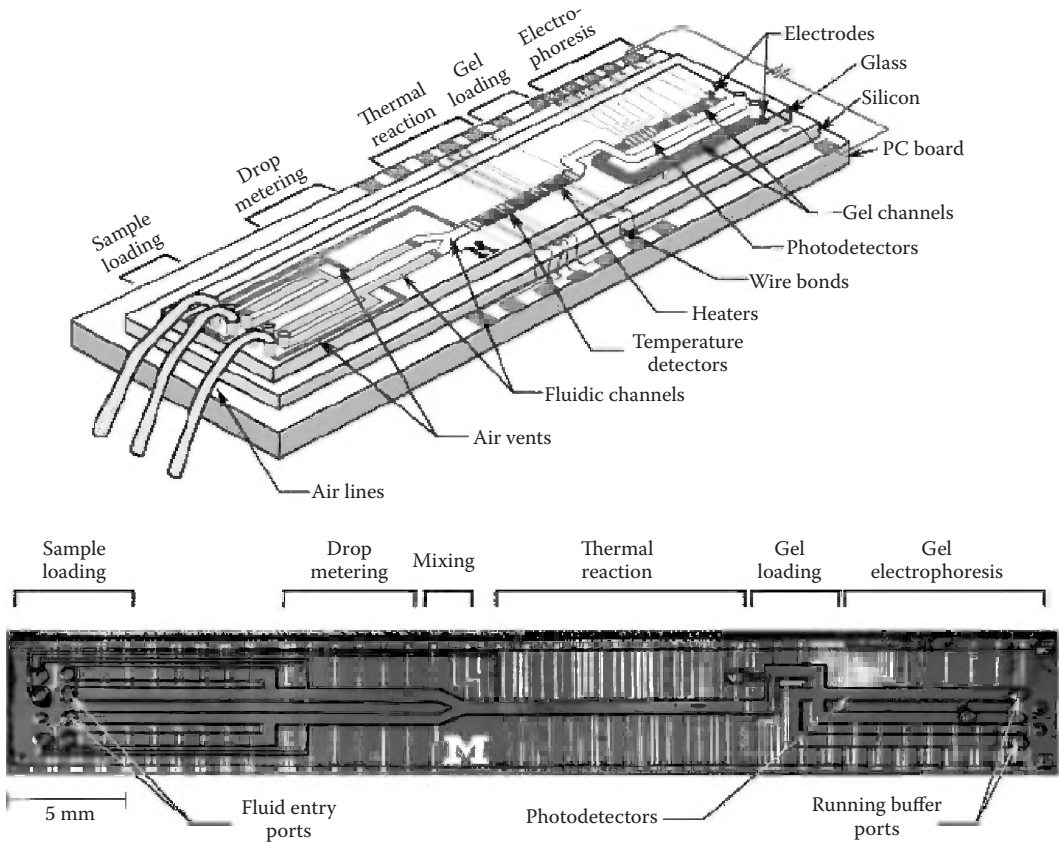 Electro-
phoresis
Gel
loading
Thermal
reaction
Drop
metering
Sample
loading
Electrodes
Glass
Silicon
PC board
Gel channels
Photodetectors
Wire bonds
Heaters
Temperature
detectors
Fluidic channels
Air vents
Air lines
Sample
loading
Drop
metering
Mixing
Thermal
reaction
Gel
loading
Gel
electrophoresis
M
5 mm
Fluid entry
ports
Photodetectors
Running buffer
ports